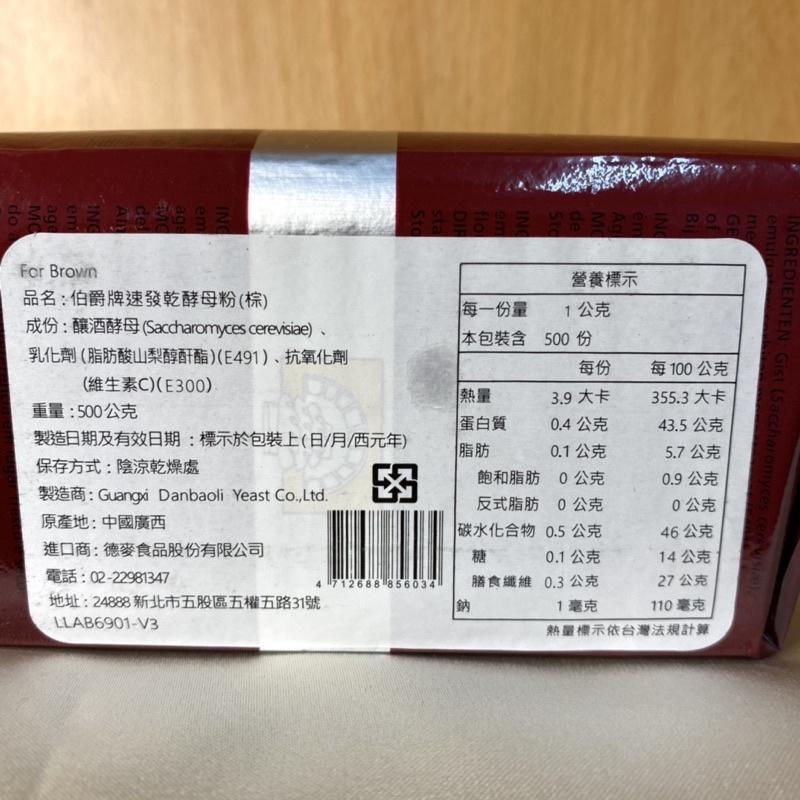 For Brown
品名：伯爵牌速發乾酵母粉(棕)
成份：釀酒酵母(Saccharomyces cerevisiae)、
乳化劑(脂肪酸山梨醇酐酯)(E491)、抗氧化劑
(維生素C)(E300)
重量：500公克
製造日期及有效日期：標示於包裝上(日/月/西元年)
保存方式：陰涼乾燥處
製造商：Guangxi Danbaoli Yeast Co.,Ltd.
原產地：中國廣西
進口商：德麥食品股份有限公司
電話：02-22981347
地址：24888 新北市五股區五權五路31號
LLAB6901-V3
4 712688 856034
營養標示
每一份量 1 公克
本包裝含 500 份
每份 每100公克
熱量 3.9 大卡 355.3 大卡
蛋白質 0.4 公克 43.5 公克
脂肪 0.1 公克 5.7 公克
飽和脂肪 0 公克 0.9 公克
反式脂肪 0 公克 0 公克
碳水化合物 0.5 公克 46 公克
糖 0.1 公克 14 公克
膳食纖維 0.3 公克 27 公克
鈉 1 毫克 110 毫克
熱量標示依台灣法規計算
INGREDIENTEN: Gist (Saccharomyces cerevisiae),